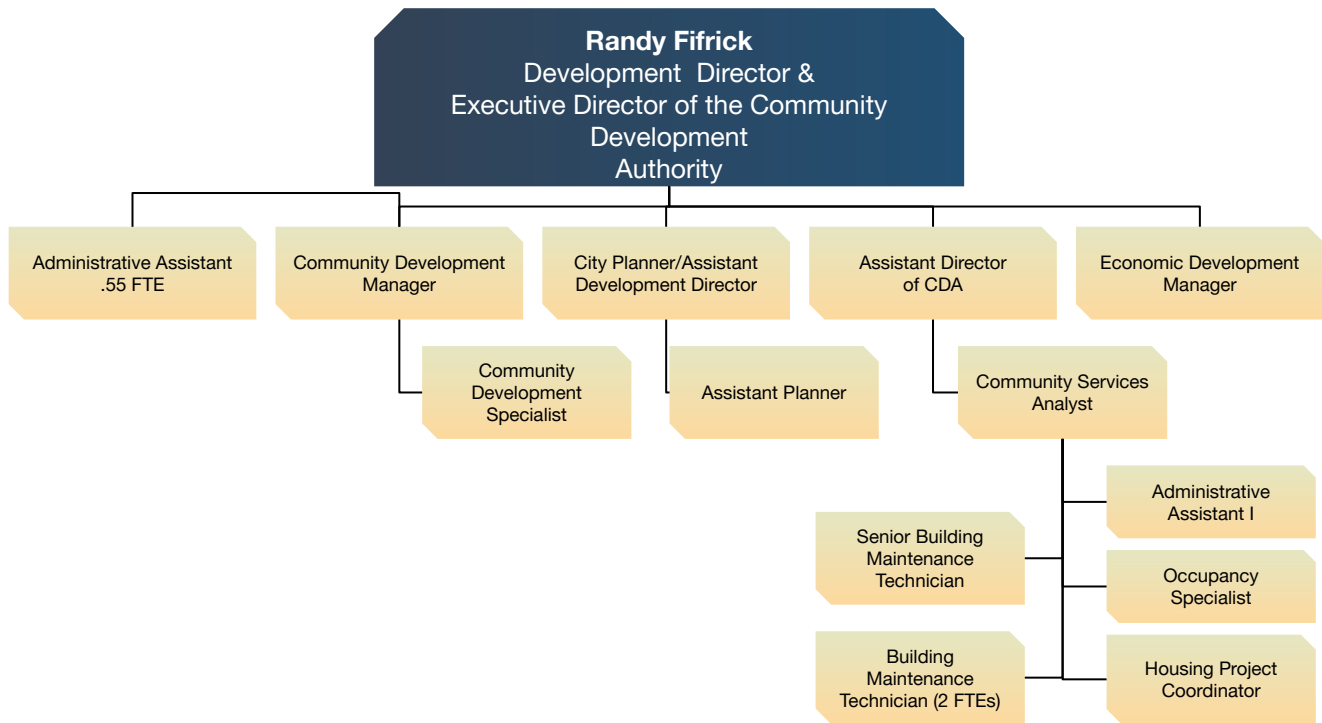 Randy Fifrick
Development Director &
Executive Director of the Community
Development
Authority
Administrative Assistant
.55 FTE
Community Development
Manager
City Planner/Assistant
Development Director
Assistant Director
of CDA
Economic Development
Manager
Community
Development
Specialist
Assistant Planner
Community Services
Analyst
Administrative
Assistant I
Senior Building
Maintenance
Technician
Occupancy
Specialist
Building
Maintenance
Technician (2 FTEs)
Housing Project
Coordinator